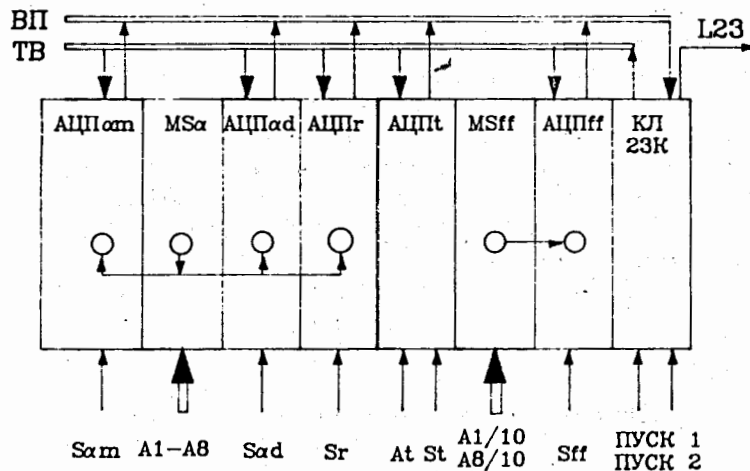 ВП
ТВ
L23
АЦПαm MSα АЦПαd АЦПr АЦПt MSff АЦПff КЛ
23К
Sαm A1-A8 Sαd Sr At St A1/10 Sff ПУСК 1
A8/10 ПУСК 2